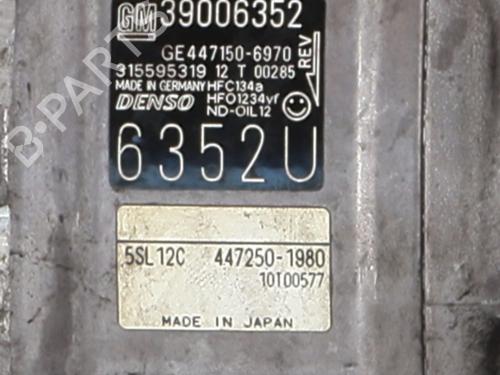 GM 39006352
GE447150-6970
315595319 12 T 00285
MADE IN GERMANY HFC134a
DENSO HFO1234yf
ND-OIL12
REV
6352U
5SL12C 447250-1980
10T00577
MADE IN JAPAN
B-PARTS